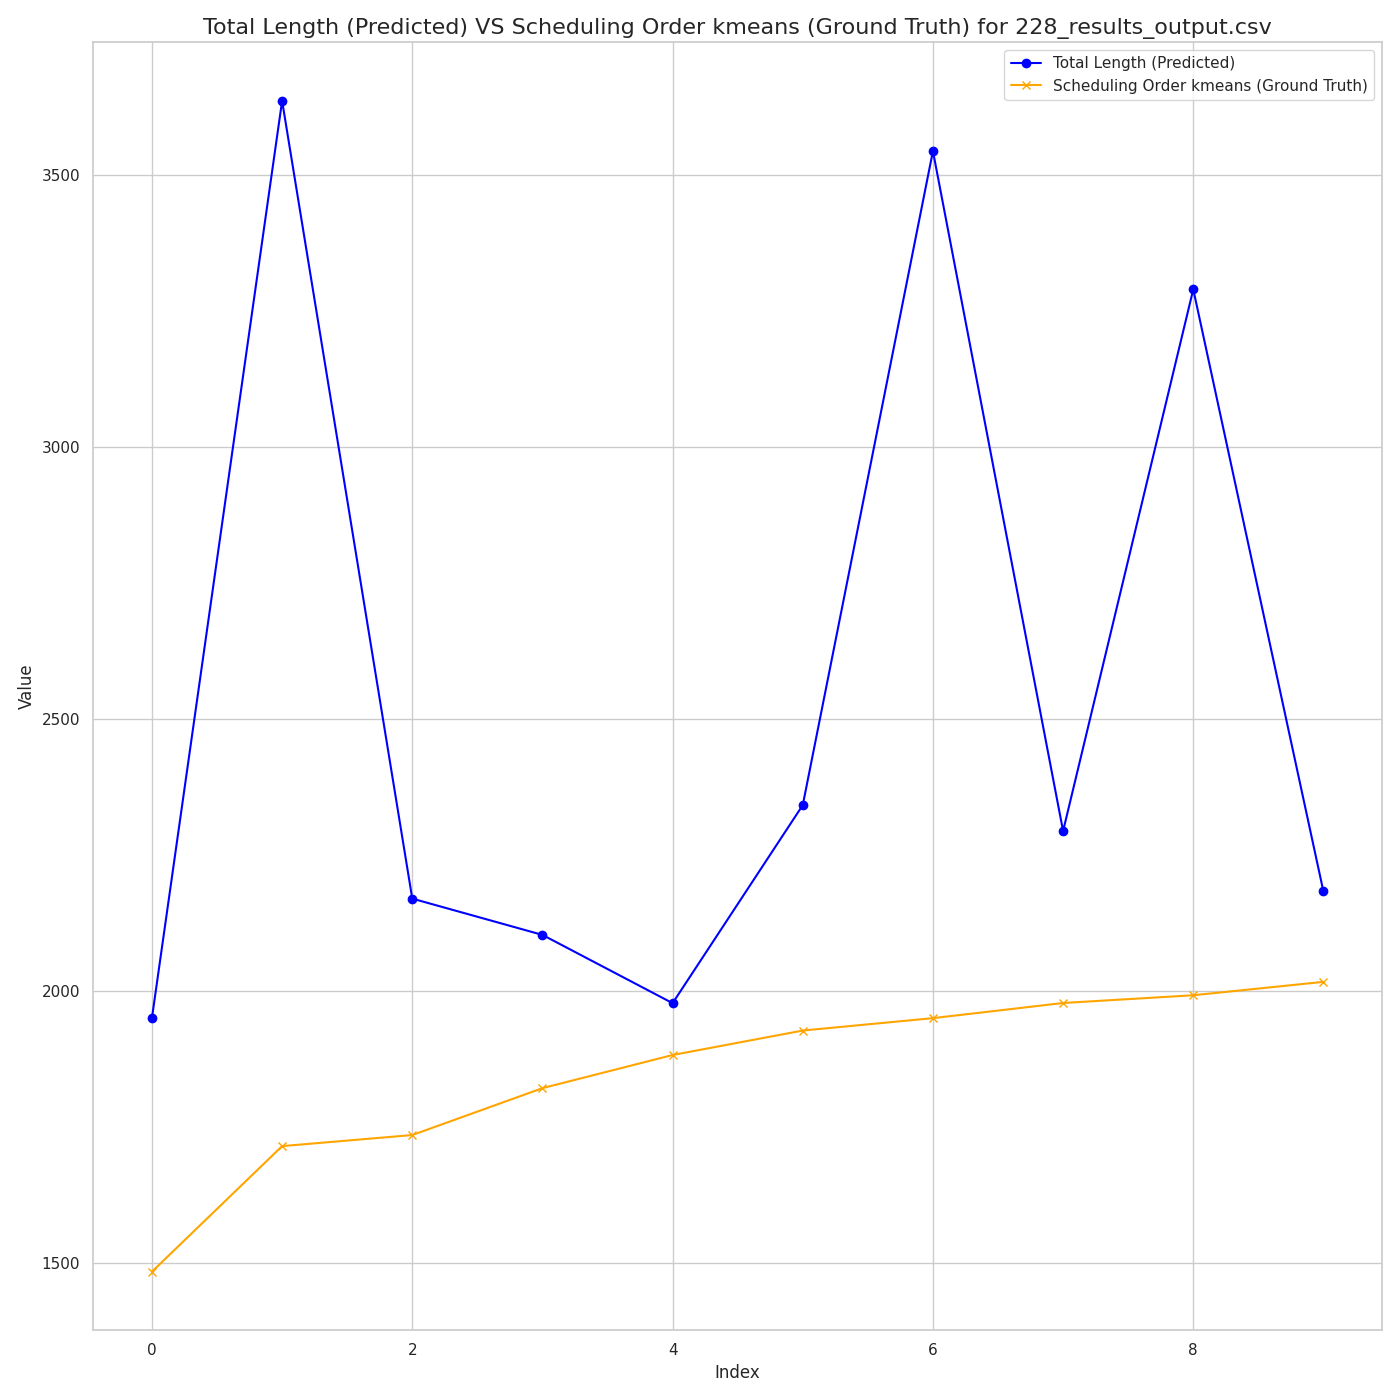 Total Length (Predicted) VS Scheduling Order kmeans (Ground Truth) for 228_results_output.csv
Total Length (Predicted)
Scheduling Order kmeans (Ground Truth)
3500
3000
2500
2000
1500
Value
0 2 4 6 8
Index